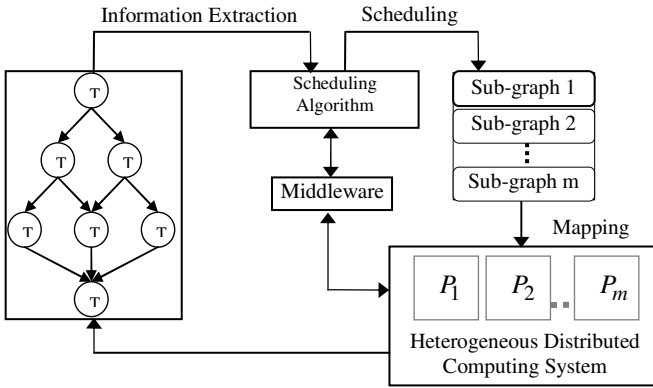 Information Extraction
Scheduling
T
T
T
T
T
T
T
Scheduling
Algorithm
Middleware
Sub-graph 1
Sub-graph 2
Sub-graph m
Mapping
P1
P2
Pm
Heterogeneous Distributed
Computing System